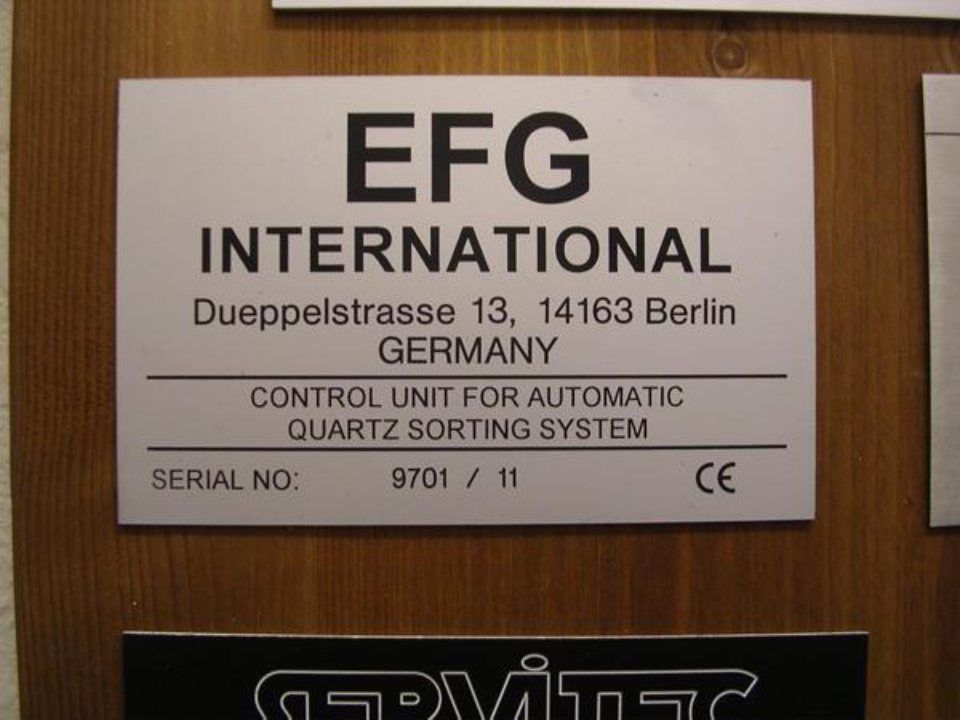 EFG
INTERNATIONAL
Dueppelstrasse 13, 14163 Berlin
GERMANY
CONTROL UNIT FOR AUTOMATIC
QUARTZ SORTING SYSTEM
SERIAL NO: 9701 / 11 CE
SERVITEC